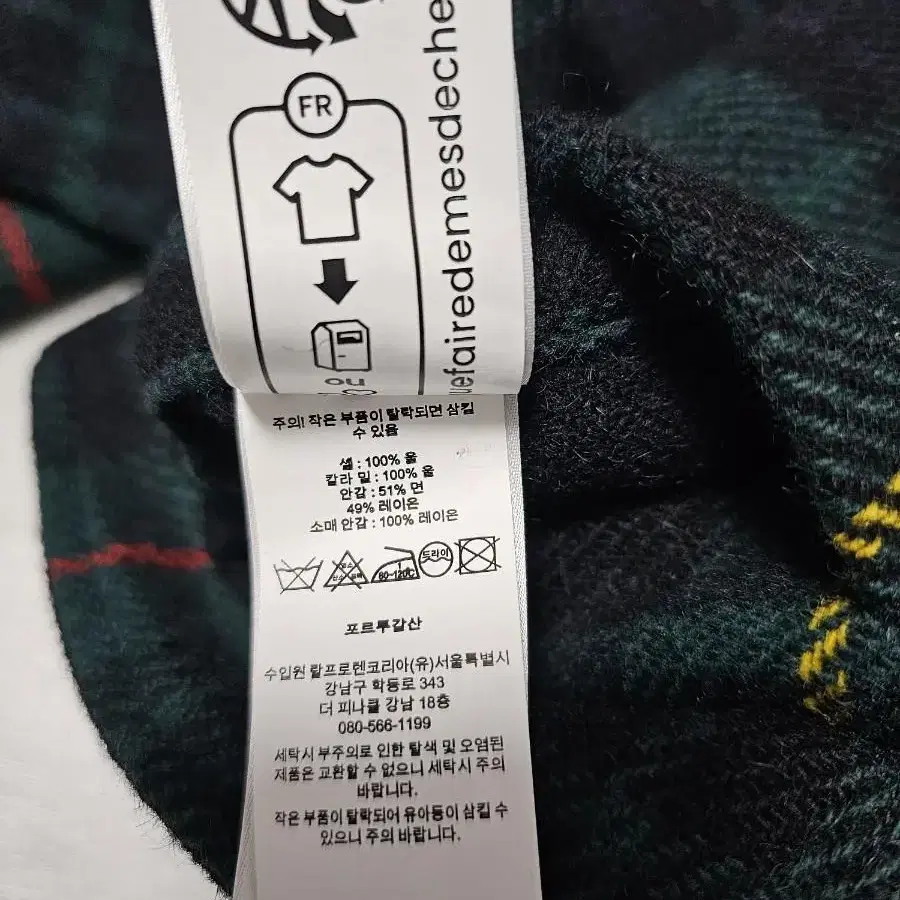 FR
uefairedemesdeche
ou
주의! 작은 부품이 탈락되면 삼킬
수 있음
셸 : 100% 울
칼라 밑 : 100% 울
안감 : 51% 면
49% 레이온
소매 안감 : 100% 레이온
80~120C 드라이
포르투갈산
수입원 랄프로렌코리아(유)서울특별시
강남구 학동로 343
더 피나클 강남 18층
080-566-1199
세탁시 부주의로 인한 탈색 및 오염된
제품은 교환할 수 없으니 세탁시 주의
바랍니다.
작은 부품이 탈락되어 유아등이 삼킬 수
있으니 주의 바랍니다.